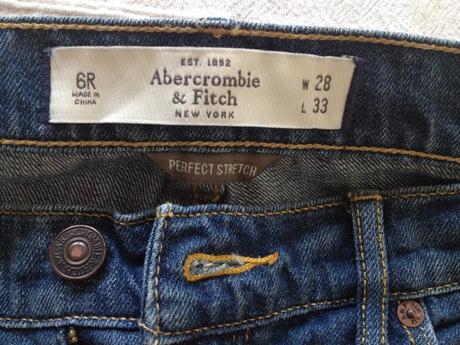 EST. 1892
6R
MADE IN
CHINA
Abercrombie
& Fitch
NEW YORK
W 28
L 33
PERFECT STRETCH